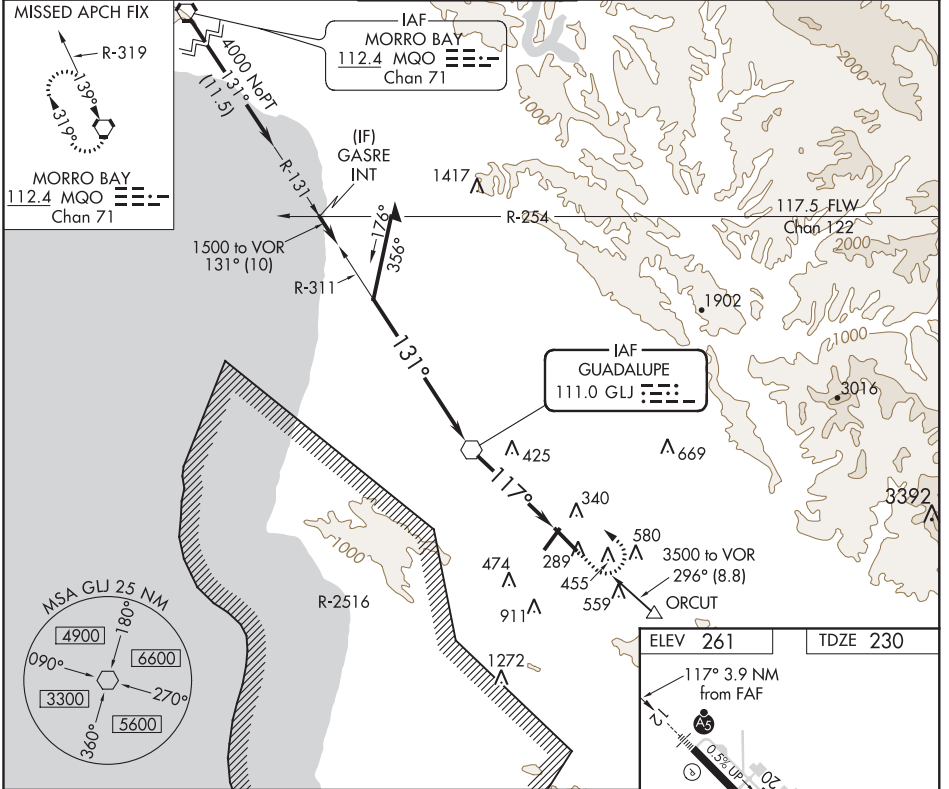 MISSED APCH FIX
R-319
139°
319°
MORRO BAY
112.4 MQO
Chan 71
IAF
MORRO BAY
112.4 MQO
Chan 71
4000 NoPT
131°
(11.5)
R-131
(IF)
GASRE
INT
1417
R-254
117.5 FLW
Chan 122
1500 to VOR
131° (10)
R-311
176°
356°
131°
1000
2000
1000
2000
1902
1000
3016
IAF
GUADALUPE
111.0 GLJ
425
669
3392
117°
340
289
455
580
559
474
911
1272
1000
R-2516
3500 to VOR
296° (8.8)
ORCUT
MSA GLJ 25 NM
4900
180°
6600
090°
3300
270°
5600
360°
ELEV 261
TDZE 230
117° 3.9 NM
from FAF
12
A5
P
0.5% UP
20